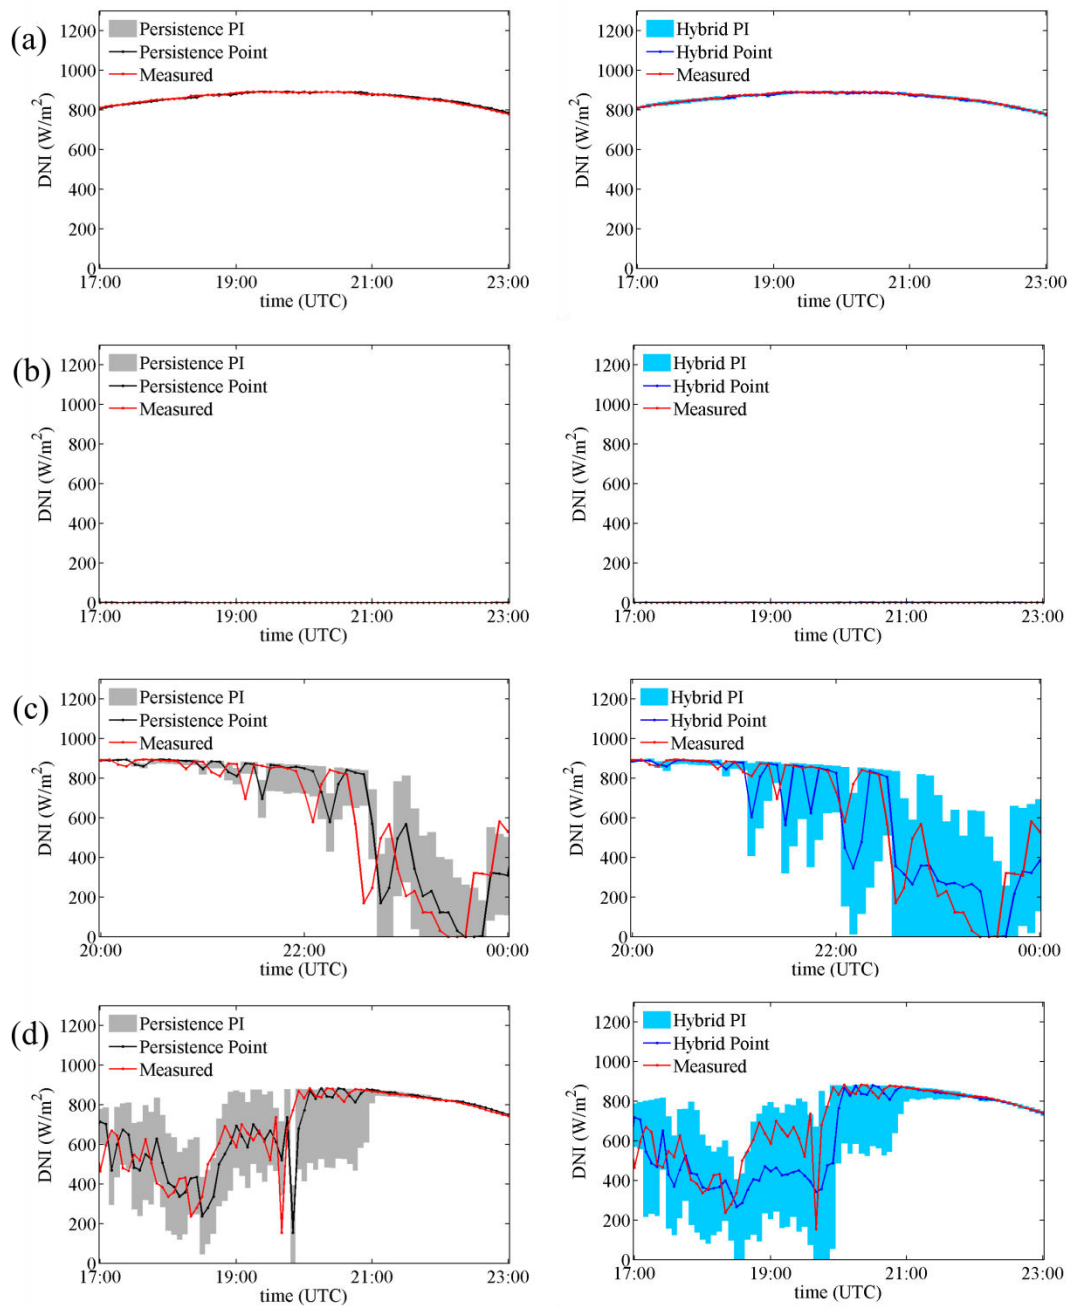 (a)
1200
1000
800
600
400
200
0
DNI (W/m²)
Persistence PI
Persistence Point
Measured
17:00 19:00 21:00 23:00
time (UTC)
1200
1000
800
600
400
200
0
DNI (W/m²)
Hybrid PI
Hybrid Point
Measured
17:00 19:00 21:00 23:00
time (UTC)
(b)
1200
1000
800
600
400
200
0
DNI (W/m²)
Persistence PI
Persistence Point
Measured
17:00 19:00 21:00 23:00
time (UTC)
1200
1000
800
600
400
200
0
DNI (W/m²)
Hybrid PI
Hybrid Point
Measured
17:00 19:00 21:00 23:00
time (UTC)
(c)
1200
1000
800
600
400
200
0
DNI (W/m²)
Persistence PI
Persistence Point
Measured
20:00 22:00 00:00
time (UTC)
1200
1000
800
600
400
200
0
DNI (W/m²)
Hybrid PI
Hybrid Point
Measured
20:00 22:00 00:00
time (UTC)
(d)
1200
1000
800
600
400
200
0
DNI (W/m²)
Persistence PI
Persistence Point
Measured
17:00 19:00 21:00 23:00
time (UTC)
1200
1000
800
600
400
200
0
DNI (W/m²)
Hybrid PI
Hybrid Point
Measured
17:00 19:00 21:00 23:00
time (UTC)